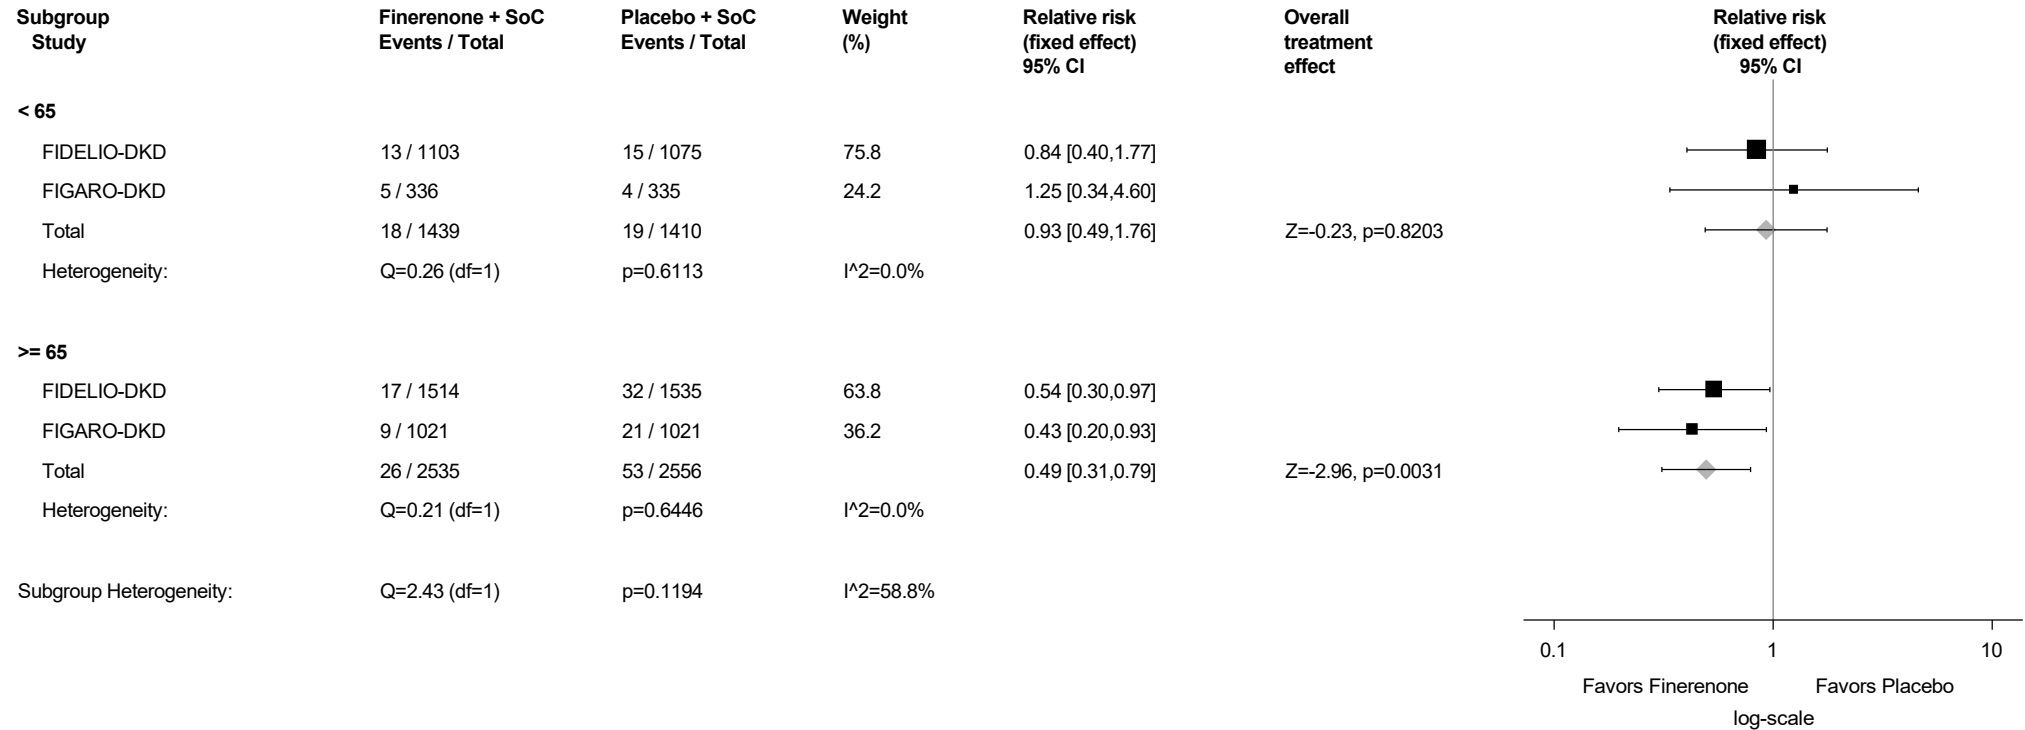 Subgroup Finerenone + SoC Placebo + SoC Weight Relative risk Overall Relative risk
Study Events / Total Events / Total (%) (fixed effect) treatment (fixed effect)
95% CI effect 95% CI
< 65
FIDELIO-DKD 13 / 1103 15 / 1075 75.8 0.84 [0.40,1.77]
FIGARO-DKD 5 / 336 4 / 335 24.2 1.25 [0.34,4.60]
Total 18 / 1439 19 / 1410 0.93 [0.49,1.76] Z=-0.23, p=0.8203
Heterogeneity: Q=0.26 (df=1) p=0.6113 I^2=0.0%
>= 65
FIDELIO-DKD 17 / 1514 32 / 1535 63.8 0.54 [0.30,0.97]
FIGARO-DKD 9 / 1021 21 / 1021 36.2 0.43 [0.20,0.93]
Total 26 / 2535 53 / 2556 0.49 [0.31,0.79] Z=-2.96, p=0.0031
Heterogeneity: Q=0.21 (df=1) p=0.6446 I^2=0.0%
Subgroup Heterogeneity: Q=2.43 (df=1) p=0.1194 I^2=58.8%
0.1 1 10
Favors Finerenone Favors Placebo
log-scale